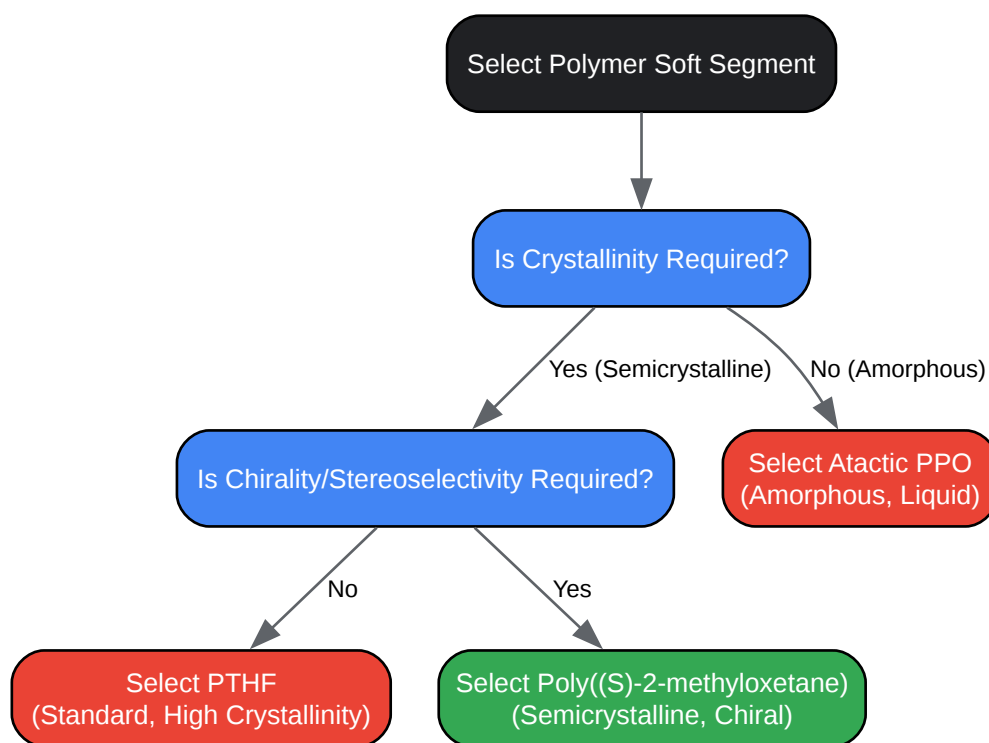 Select Polymer Soft Segment
Is Crystallinity Required?
Yes (Semicrystalline)
No (Amorphous)
Is Chirality/Stereoselectivity Required?
Select Atactic PPO
(Amorphous, Liquid)
No
Yes
Select PTHF
(Standard, High Crystallinity)
Select Poly((S)-2-methyloxetane)
(Semicrystalline, Chiral)